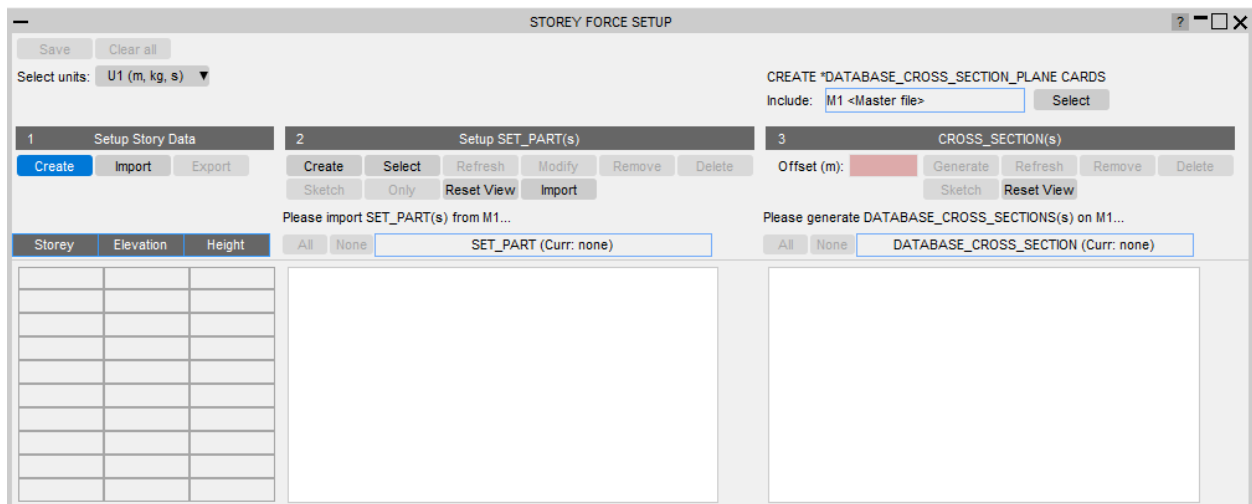 STOREY FORCE SETUP ?
Save Clear all
Select units: U1 (m, kg, s)
CREATE *DATABASE_CROSS_SECTION_PLANE CARDS
Include: M1 <Master file> Select
1 Setup Story Data
Create Import Export
Storey Elevation Height
2 Setup SET_PART(s)
Create Select Refresh Modify Remove Delete
Sketch Only Reset View Import
Please import SET_PART(s) from M1...
All None SET_PART (Curr: none)
3 CROSS_SECTION(s)
Offset (m): Generate Refresh Remove Delete
Sketch Reset View
Please generate DATABASE_CROSS_SECTIONS(s) on M1...
All None DATABASE_CROSS_SECTION (Curr: none)